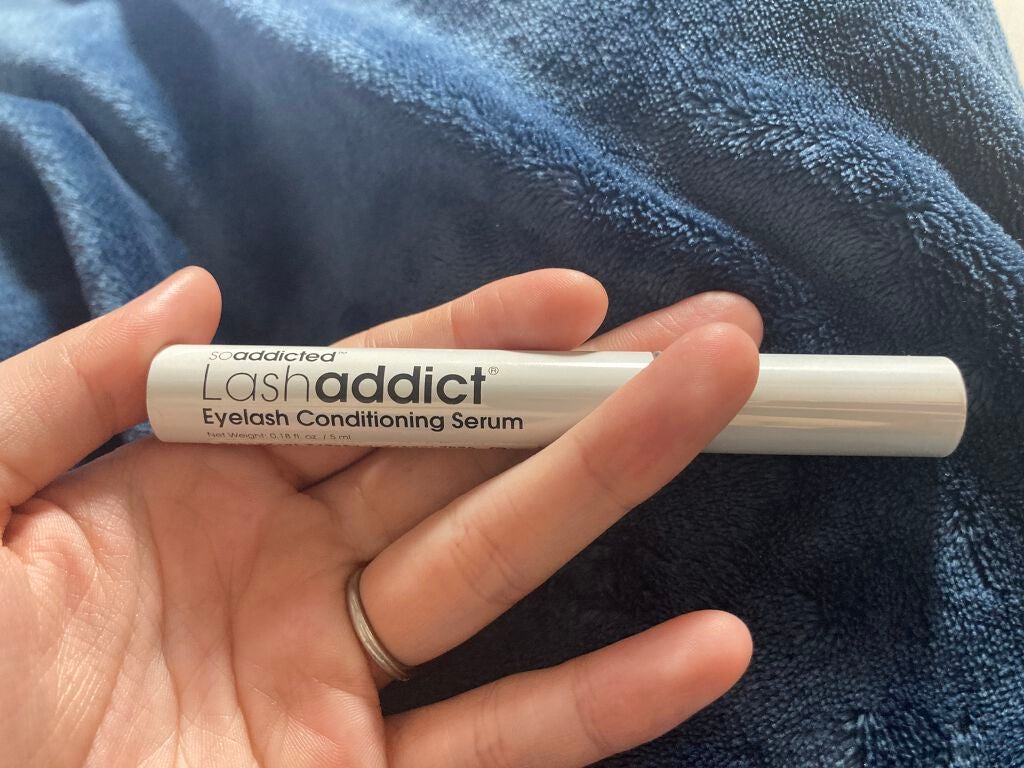 soaddicted™
Lashaddict®
Eyelash Conditioning Serum
Net Weight: 0.18 fl. oz. / 5 ml